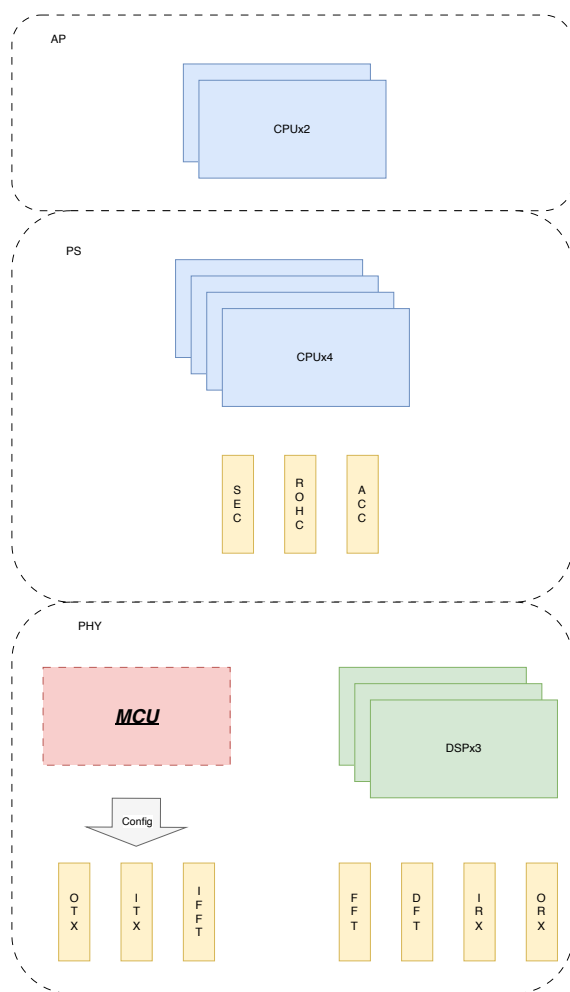 AP
CPUx2
PS
CPUx4
SEC
ROHC
ACC
PHY
MCU
DSPx3
Config
OTX
ITX
IFFT
FFT
DFT
IRX
ORX